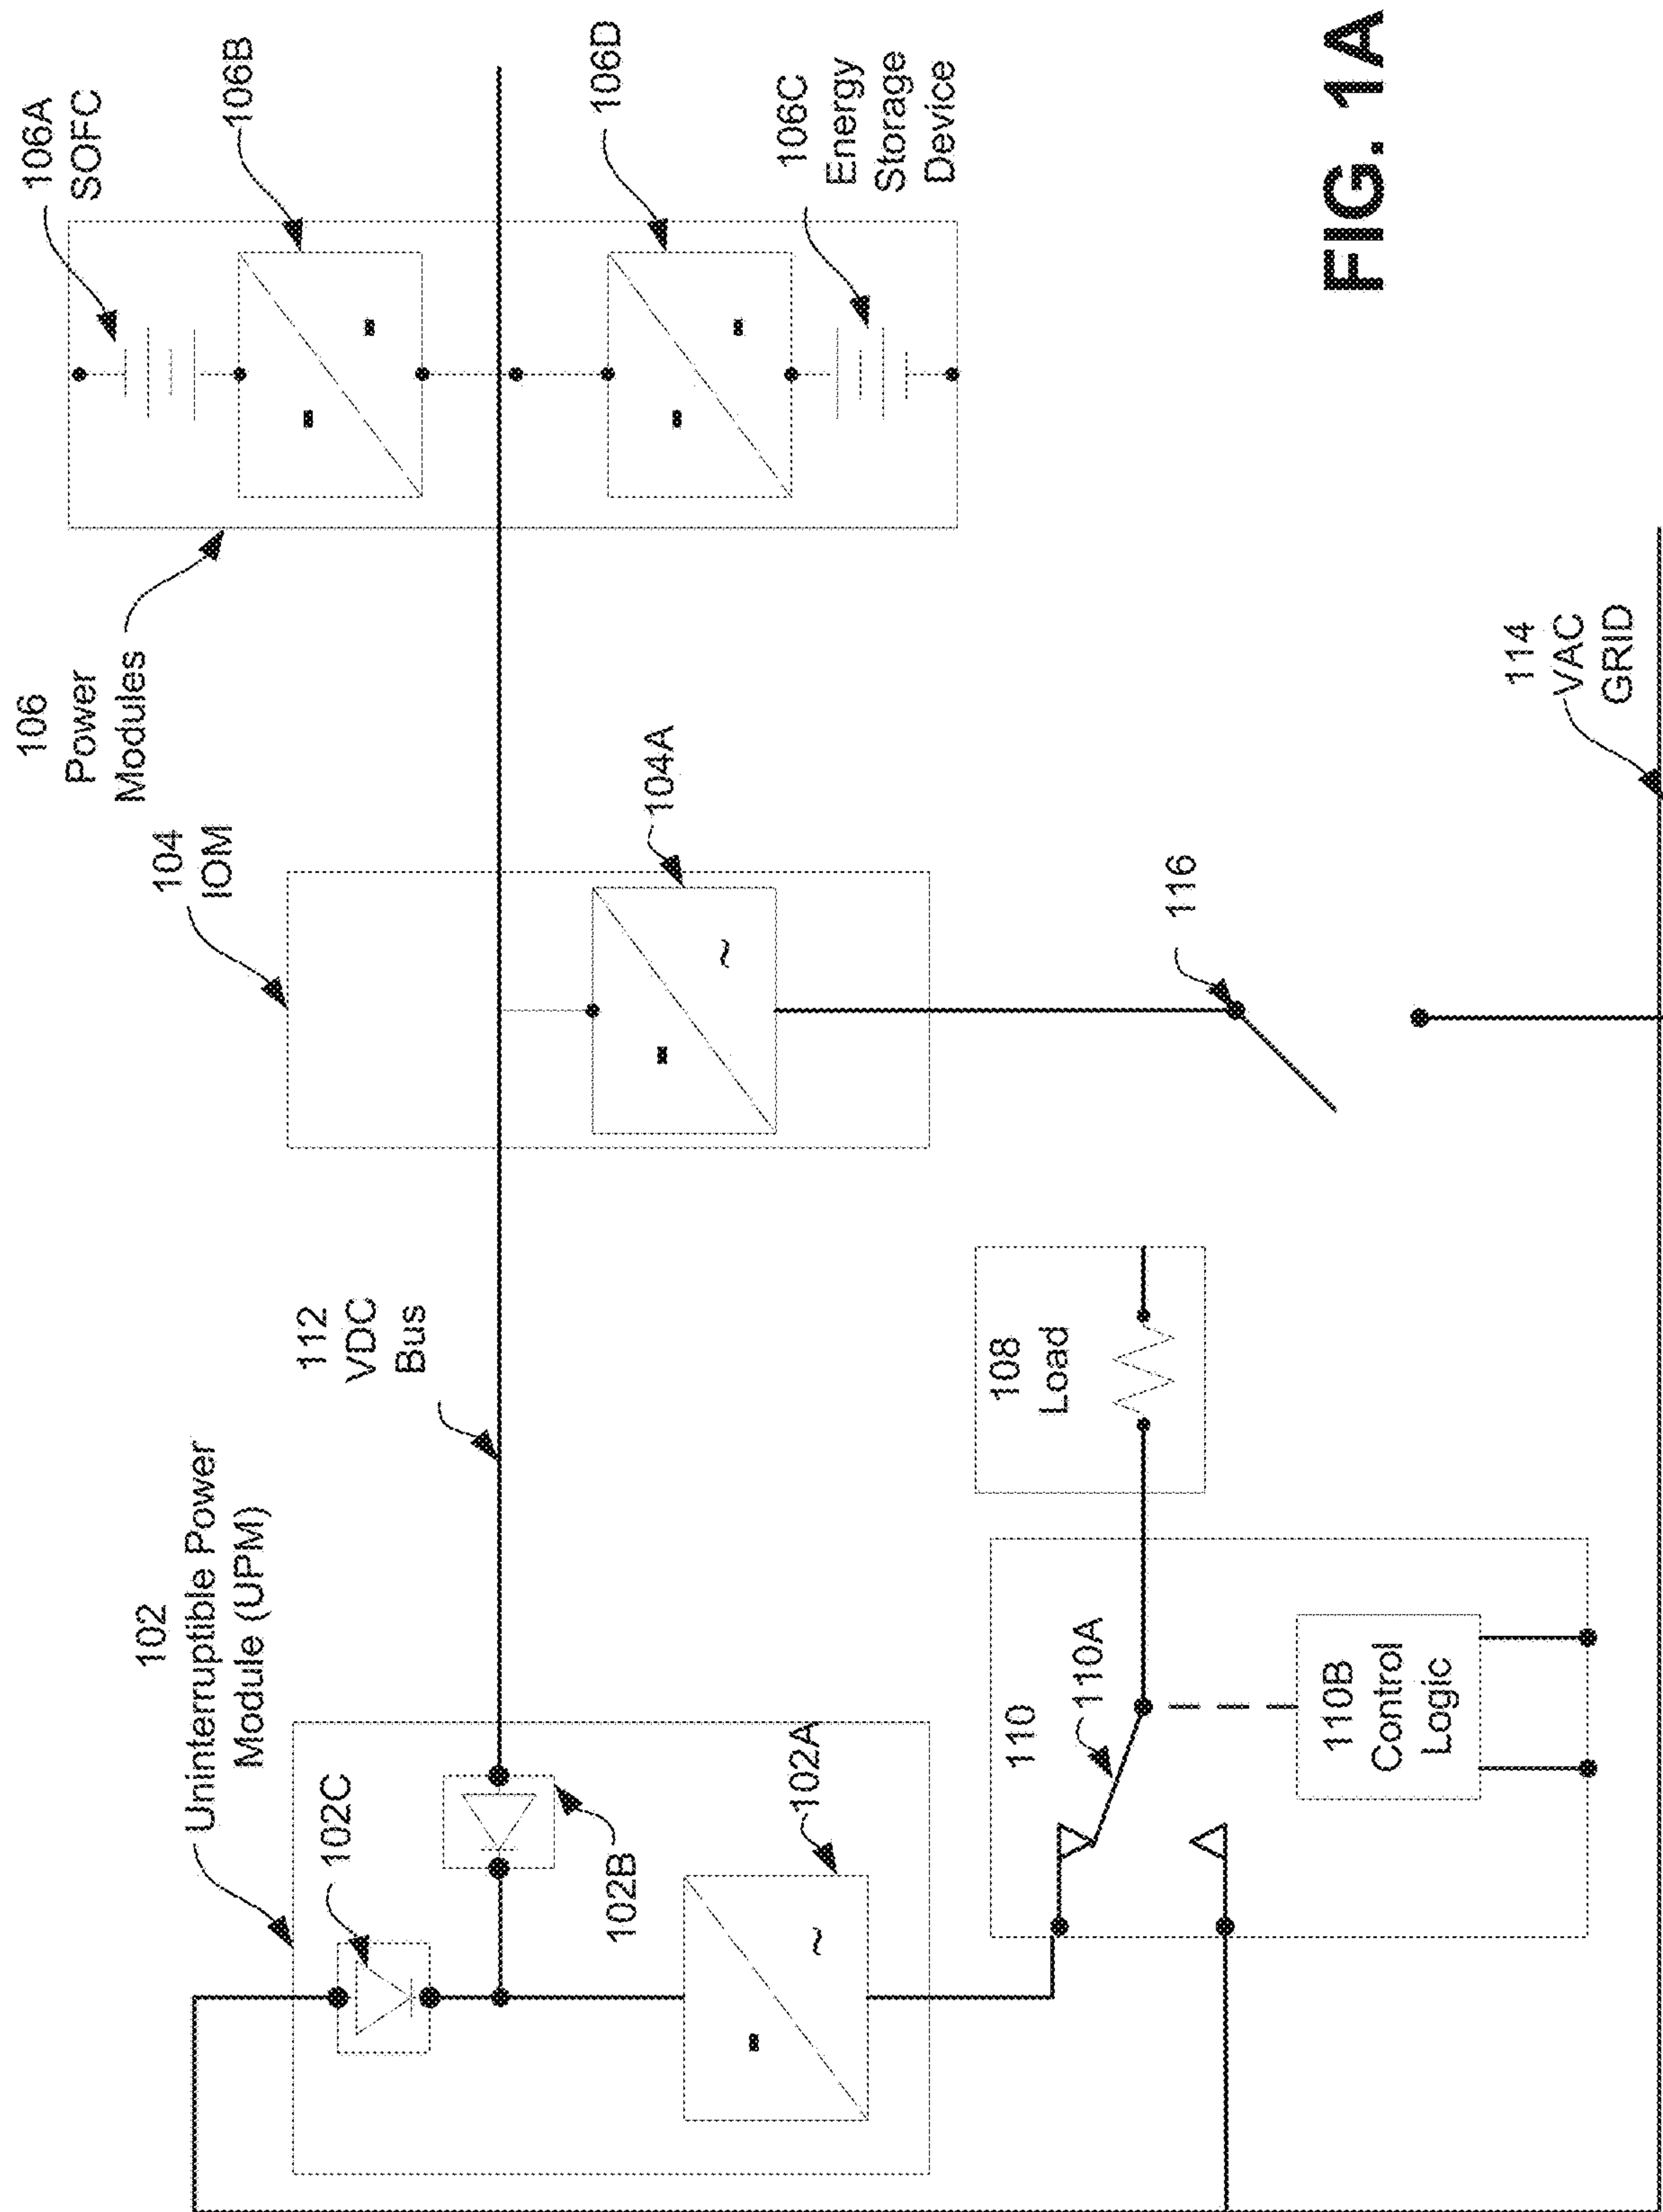 102
Uninterruptible Power
Module (UPM)
102C
102B
102A
=
~
112
VDC
Bus
104
IOM
104A
=
~
106
Power
Modules
106A
SOFC
106B
=
=
106D
=
=
106C
Energy
Storage
Device
108
Load
110
110A
110B
Control
Logic
116
114
VAC
GRID
FIG. 1A